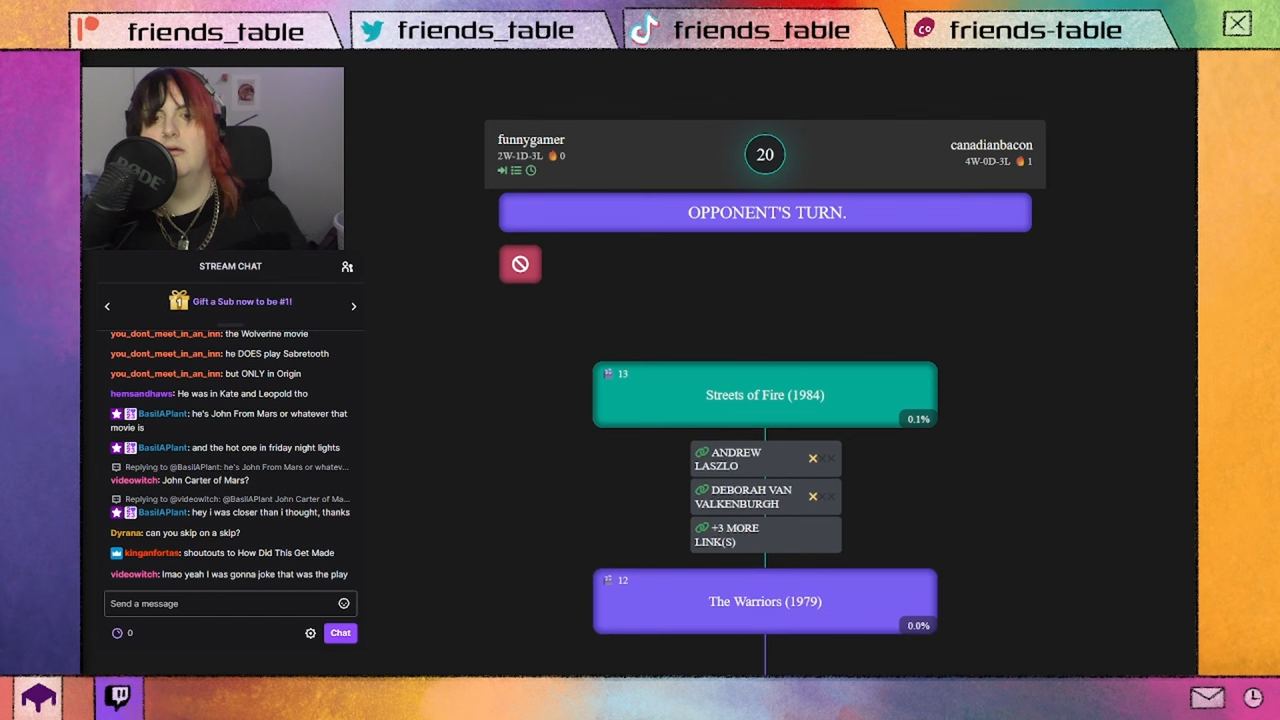 friends_table
friends_table
friends_table
friends-table
RØDE
STREAM CHAT
1
Gift a Sub now to be #1!
you_dont_meet_in_an_inn: the Wolverine movie
you_dont_meet_in_an_inn: he DOES play Sabretooth
you_dont_meet_in_an_inn: but ONLY in Origin
hemsandhaws: He was in Kate and Leopold tho
BasilAPlant: he's John From Mars or whatever that
movie is
BasilAPlant: and the hot one in friday night lights
Replying to @BasilAPlant: he's John From Mars or whatev...
videowitch: John Carter of Mars?
Replying to @videowitch: @BasilAPlant John Carter of Ma...
BasilAPlant: hey i was closer than i thought, thanks
Dyrana: can you skip on a skip?
kinganfortas: shoutouts to How Did This Get Made
videowitch: lmao yeah I was gonna joke that was the play
Send a message
0
Chat
funnygamer
2W-1D-3L 0
20
canadianbacon
4W-0D-3L 1
OPPONENT'S TURN.
13
Streets of Fire (1984)
0.1%
ANDREW
LASZLO
DEBORAH VAN
VALKENBURGH
+3 MORE
LINK(S)
12
The Warriors (1979)
0.0%